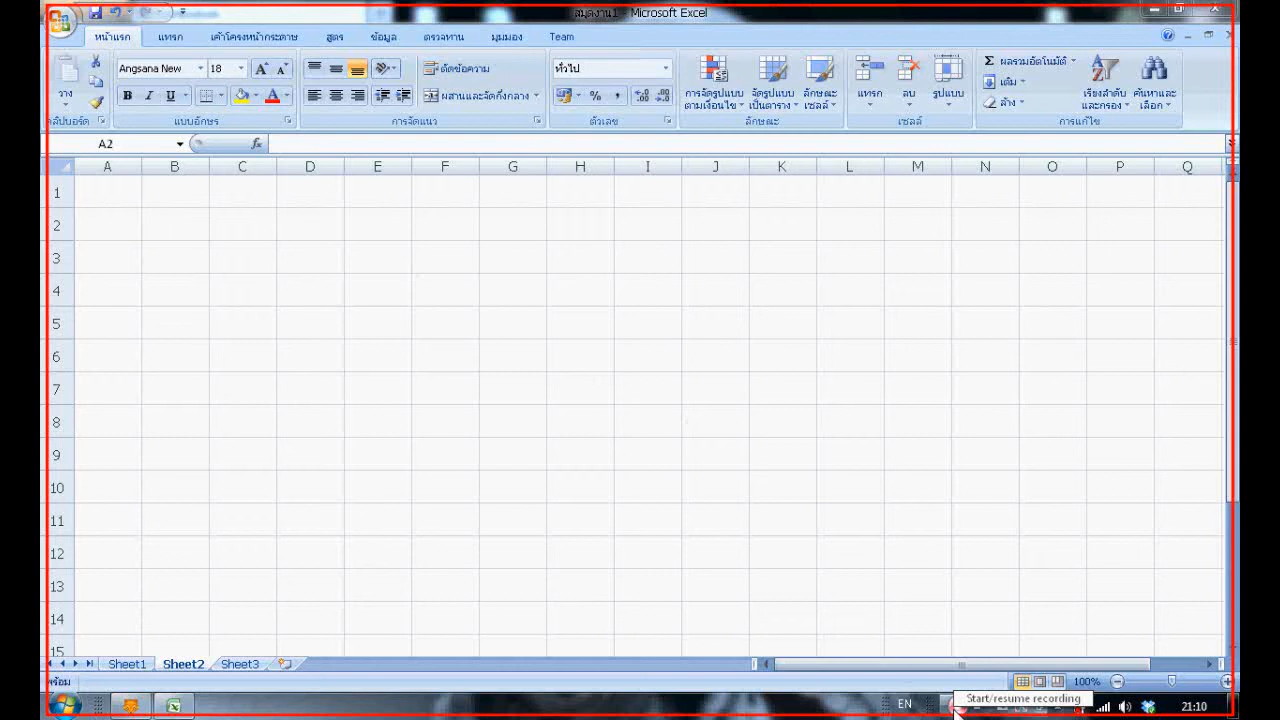 สมุดงาน1 - Microsoft Excel
หน้าแรก แทรก เค้าโครงหน้ากระดาษ สูตร ข้อมูล ตรวจทาน มุมมอง Team
Angsana New 18 ตัดข้อความ ทั่วไป ผลรวมอัตโนมัติ
วาง B I U ผสานและจัดกึ่งกลาง % , การจัดรูปแบบ ตามเงื่อนไข จัดรูปแบบ เป็นตาราง ลักษณะ เซลล์ แทรก ลบ รูปแบบ เติม ล้าง เรียงลำดับ และกรอง ค้นหาและ เลือก
คลิปบอร์ด แบบอักษร การจัดแนว ตัวเลข ลักษณะ เซลล์ การแก้ไข
A2 fx
A B C D E F G H I J K L M N O P Q
1
2
3
4
5
6
7
8
9
10
11
12
13
14
15
Sheet1 Sheet2 Sheet3
พร้อม 100%
Start/resume recording
EN 21:10